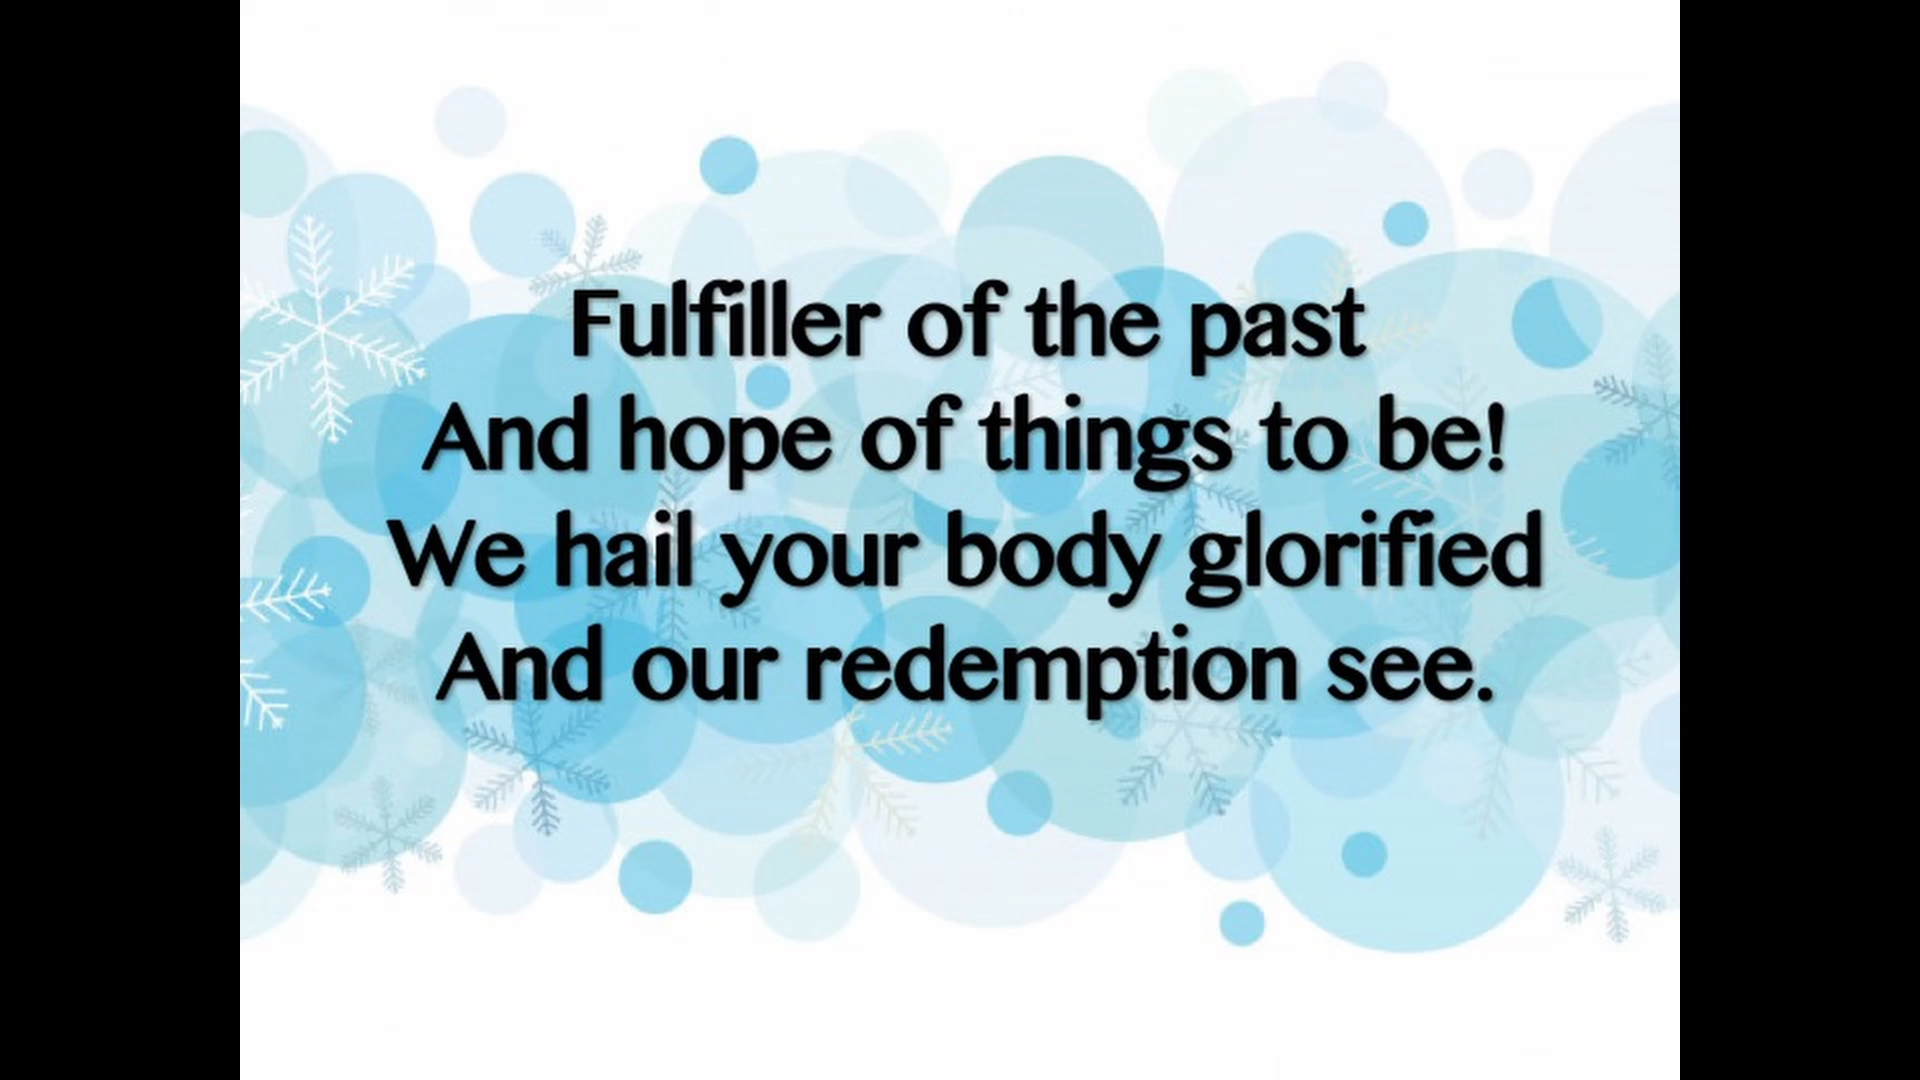 Fulfiller of the past
And hope of things to be!
We hail your body glorified
And our redemption see.